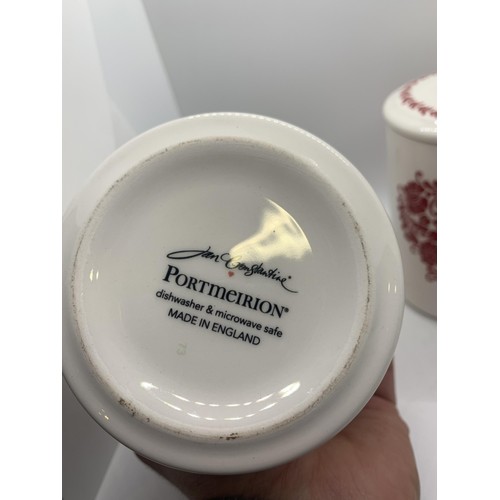 Jan Constantine®
PORTMEIRION®
dishwasher & microwave safe
MADE IN ENGLAND